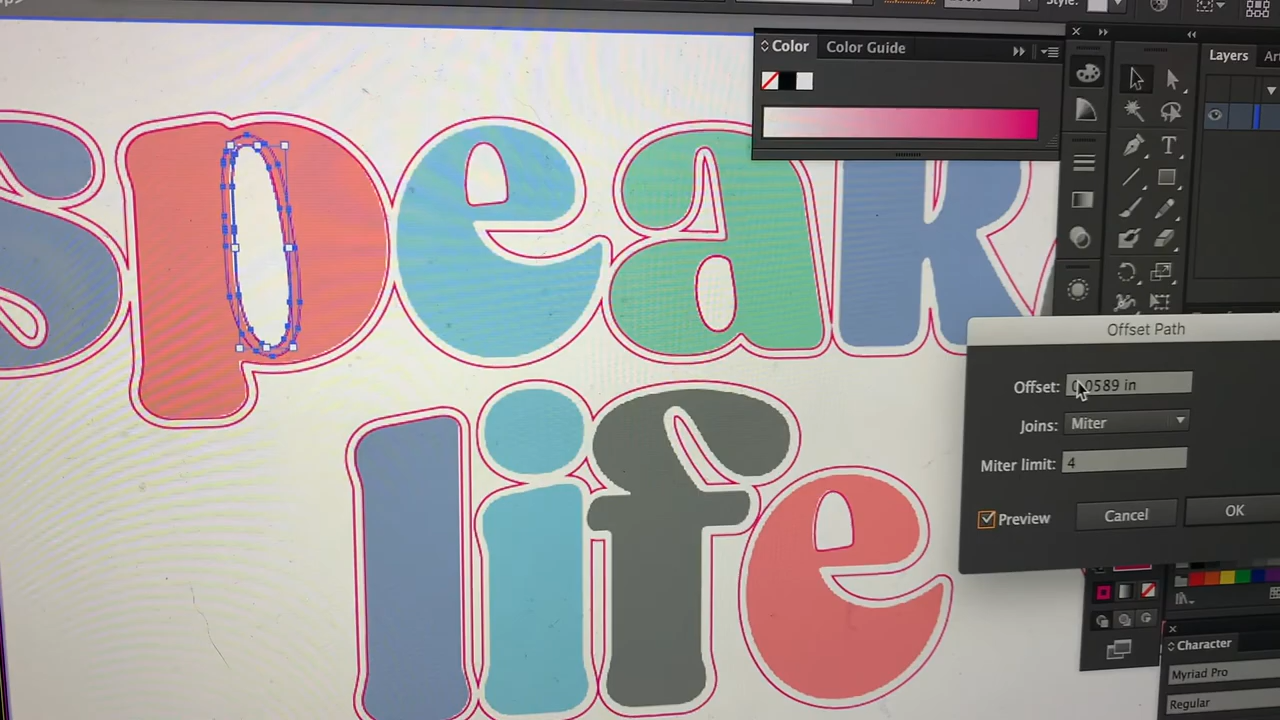 Style:
Color Color Guide
Layers
T
speak
Offset Path
Offset: 0.0589 in
Joins: Miter
Miter limit: 4
Preview Cancel OK
life
Character
Myriad Pro
Regular